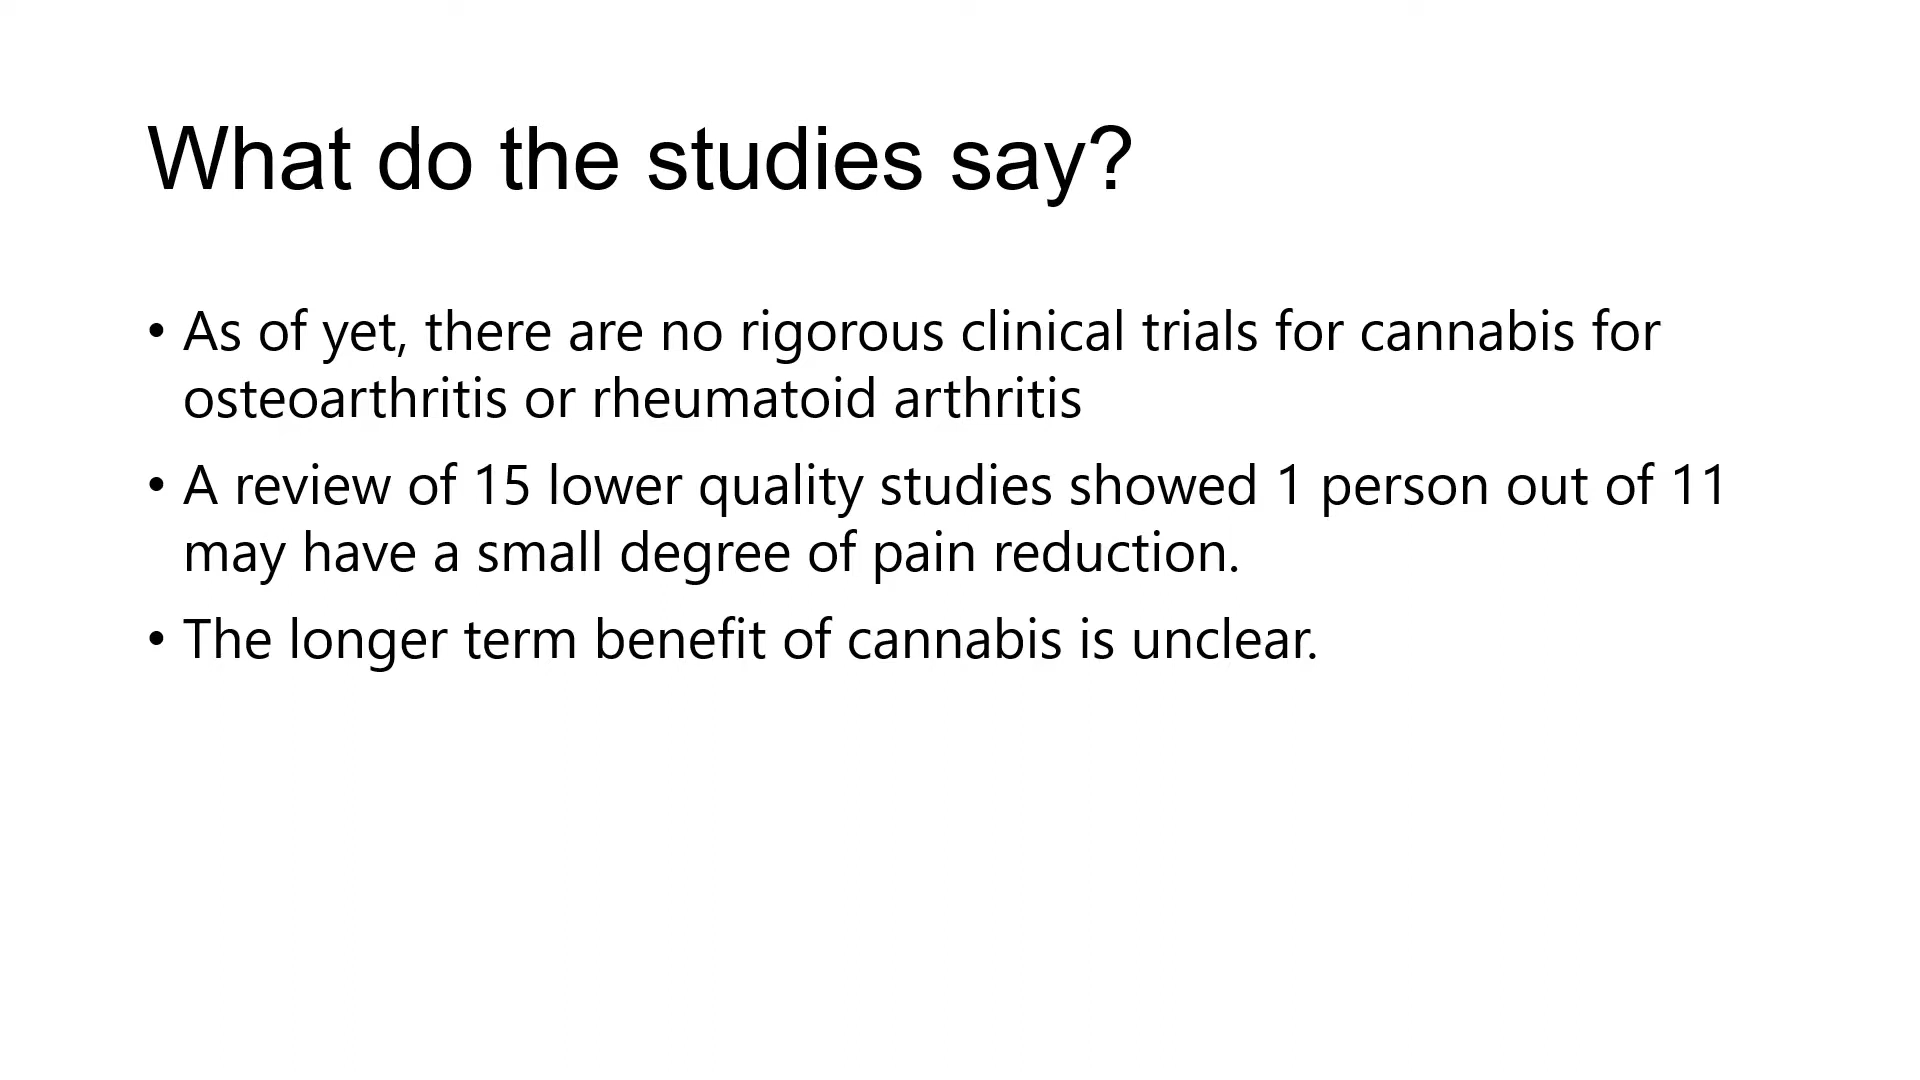 What do the studies say?
• As of yet, there are no rigorous clinical trials for cannabis for
osteoarthritis or rheumatoid arthritis
• A review of 15 lower quality studies showed 1 person out of 11
may have a small degree of pain reduction.
• The longer term benefit of cannabis is unclear.